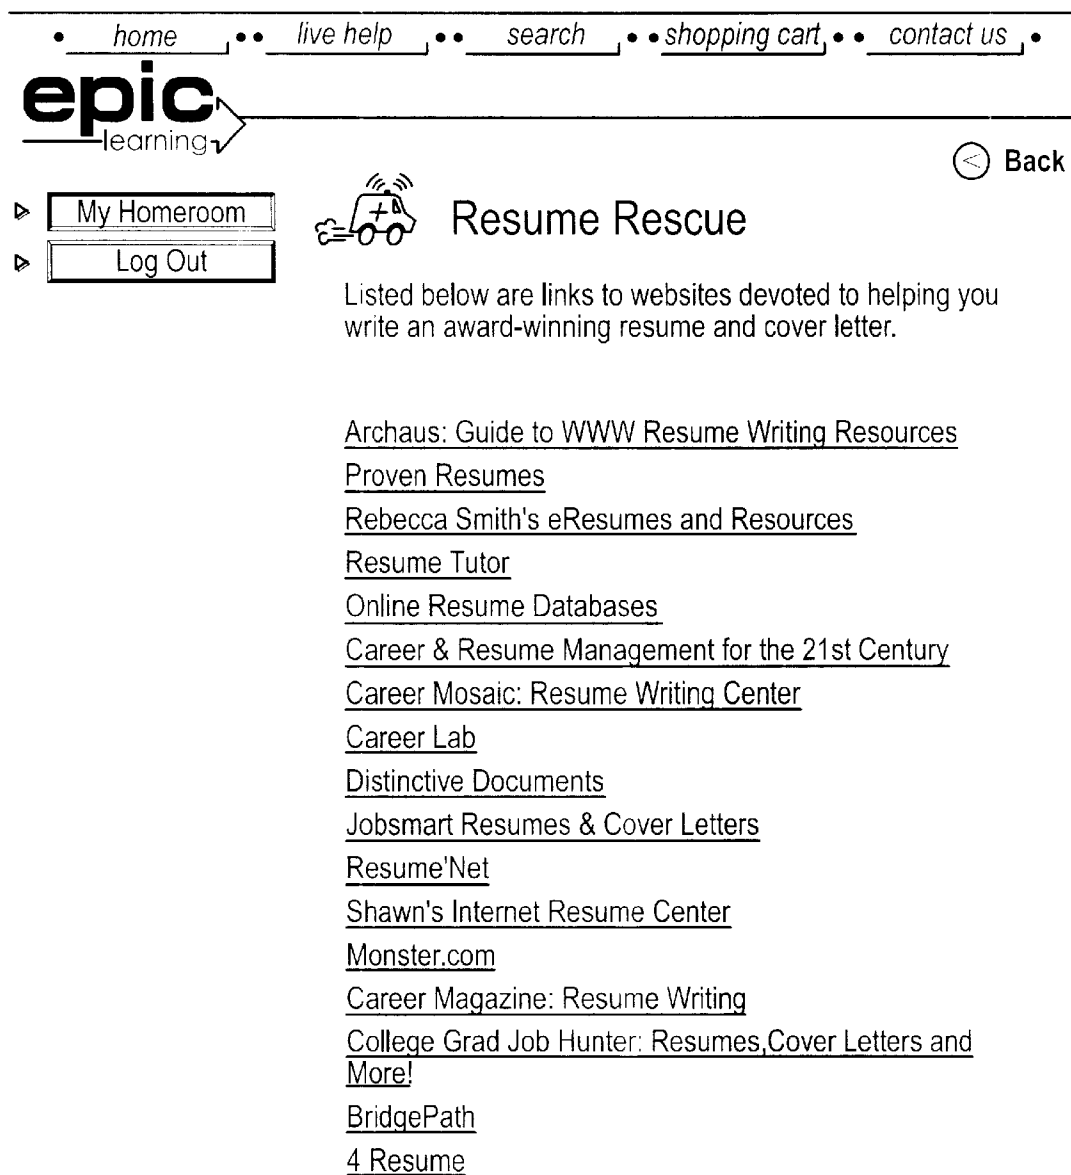 • home •• live help •• search •• shopping cart •• contact us •
epic
learning
Back
My Homeroom
Log Out
Resume Rescue
Listed below are links to websites devoted to helping you
write an award-winning resume and cover letter.
Archaus: Guide to WWW Resume Writing Resources
Proven Resumes
Rebecca Smith's eResumes and Resources
Resume Tutor
Online Resume Databases
Career & Resume Management for the 21st Century
Career Mosaic: Resume Writing Center
Career Lab
Distinctive Documents
Jobsmart Resumes & Cover Letters
Resume'Net
Shawn's Internet Resume Center
Monster.com
Career Magazine: Resume Writing
College Grad Job Hunter: Resumes,Cover Letters and
More!
BridgePath
4 Resume